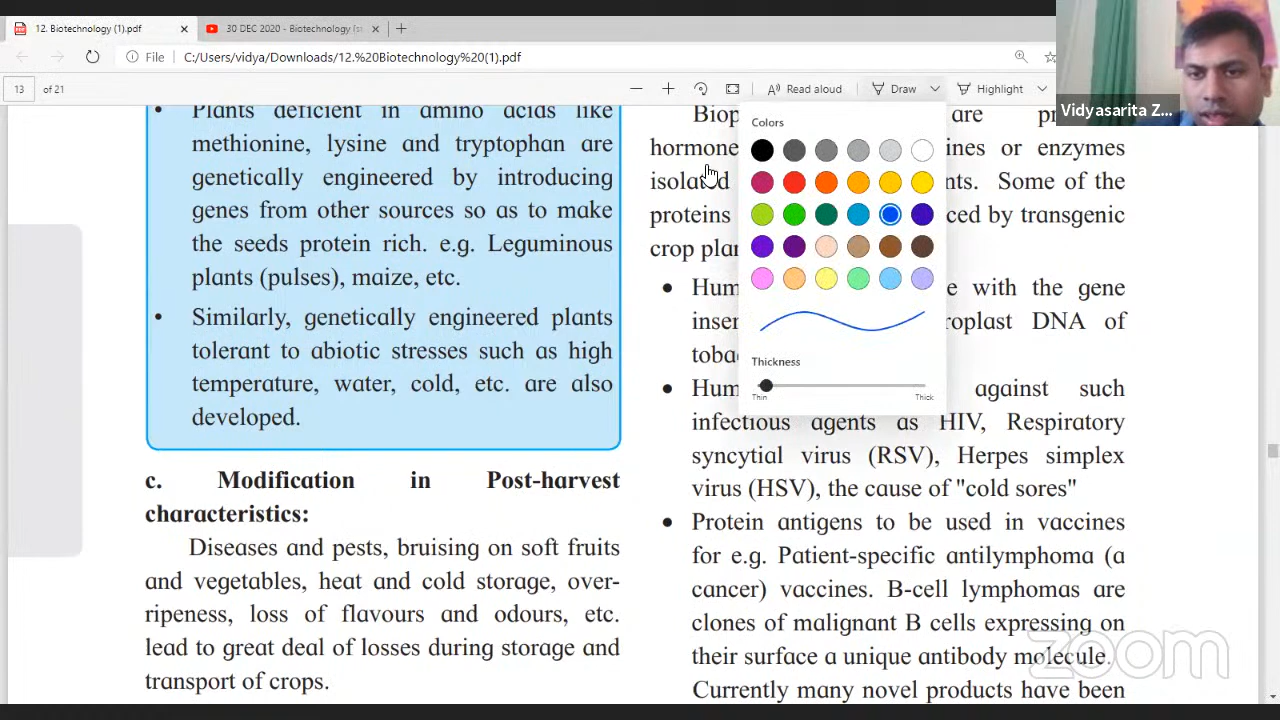 12. Biotechnology (1).pdf
30 DEC 2020 - Biotechnology (s
File
C:/Users/vidya/Downloads/12.%20Biotechnology%20(1).pdf
13 of 21
Read aloud
Draw
Highlight
Vidyasarita Z...
• Plants deficient in amino acids like
methionine, lysine and tryptophan are
genetically engineered by introducing
genes from other sources so as to make
the seeds protein rich. e.g. Leguminous
plants (pulses), maize, etc.
• Similarly, genetically engineered plants
tolerant to abiotic stresses such as high
temperature, water, cold, etc. are also
developed.
c. Modification in Post-harvest
characteristics:
Diseases and pests, bruising on soft fruits
and vegetables, heat and cold storage, over-
ripeness, loss of flavours and odours, etc.
lead to great deal of losses during storage and
transport of crops.
Colors
Thickness
Thin
Thick
are
or enzymes
Some of the
proteins by transgenic
crop
with the gene
DNA of
• against such
infectious agents as HIV, Respiratory
syncytial virus (RSV), Herpes simplex
virus (HSV), the cause of "cold sores"
• Protein antigens to be used in vaccines
for e.g. Patient-specific antilymphoma (a
cancer) vaccines. B-cell lymphomas are
clones of malignant B cells expressing on
their surface a unique antibody molecule.
Currently many novel products have been
zoom